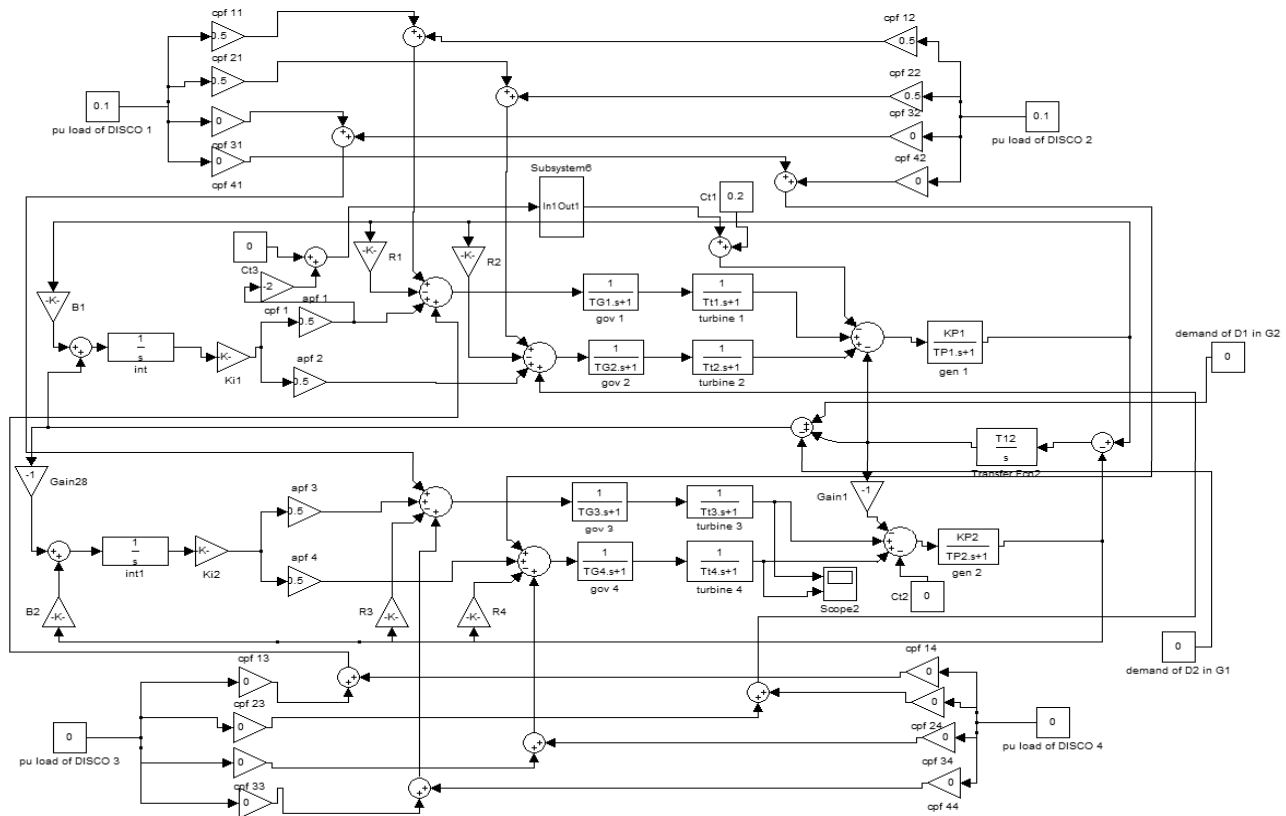 cpf 11
0.5
cpf 12
0.5
cpf 21
0.5
cpf 22
0.5
0.1
pu load of DISCO 1
0
cpf 31
cpf 32
0
0.1
pu load of DISCO 2
0
cpf 41
cpf 42
0
Subsystem6
In1Out1
Ct1
0.2
0
Ct3
-K-
R1
-K-
R2
-2
-K-
B1
apf 1
cpf 1
0.5
1
TG1.s+1
gov 1
1
Tt1.s+1
turbine 1
KP1
TP1.s+1
gen 1
1
s
int
K-
Ki1
apf 2
0.5
1
TG2.s+1
gov 2
1
Tt2.s+1
turbine 2
demand of D1 in G2
0
T12
s
Transfer Fcn2
-1
Gain28
apf 3
0.5
1
TG3.s+1
gov 3
1
Tt3.s+1
turbine 3
-1
Gain1
KP2
TP2.s+1
gen 2
1
s
int1
K-
Ki2
apf 4
0.5
1
TG4.s+1
gov 4
1
Tt4.s+1
turbine 4
Scope2
0
Ct2
B2
-K-
R3
-K-
R4
-K-
0
demand of D2 in G1
cpf 13
0
cpf 14
0
cpf 23
0
0
cpf 24
0
pu load of DISCO 3
0
0
0
pu load of DISCO 4
cpf 33
0
cpf 34
0
cpf 44